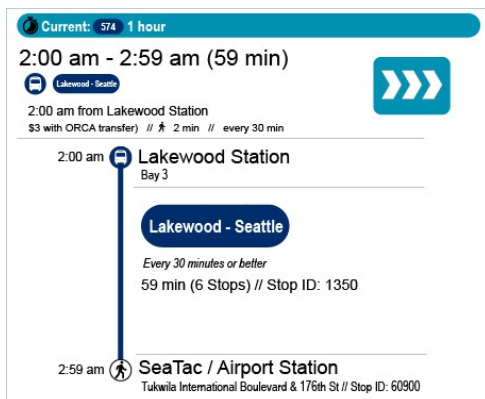 Current: 574 1 hour
2:00 am - 2:59 am (59 min)
Lakewood - Seattle
2:00 am from Lakewood Station
$3 with ORCA transfer) // 2 min // every 30 min
2:00 am Lakewood Station
Bay 3
Lakewood - Seattle
Every 30 minutes or better
59 min (6 Stops) // Stop ID: 1350
2:59 am SeaTac / Airport Station
Tukwila International Boulevard & 176th St // Stop ID: 60900